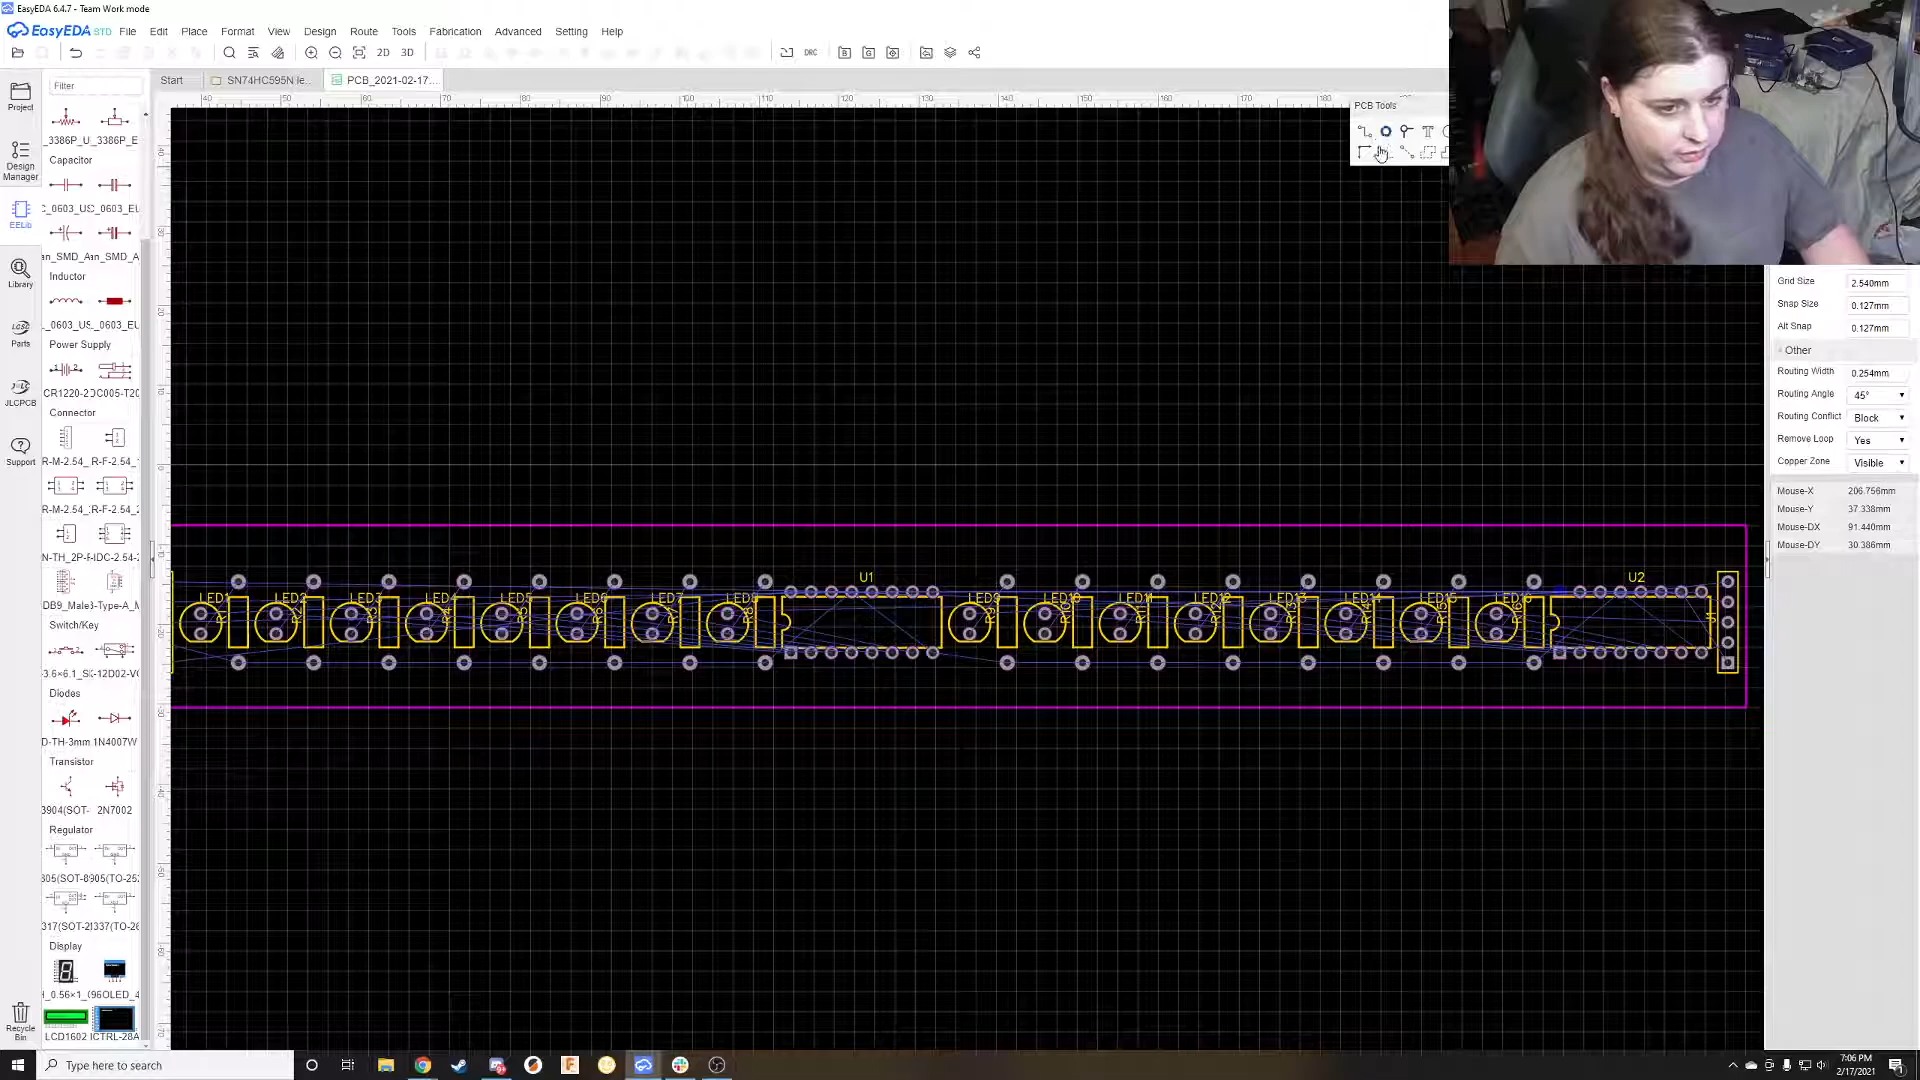 EasyEDA 6.4.7 - Team Work mode
EasyEDA STD File Edit Place Format View Design Route Tools Fabrication Advanced Setting Help
2D 3D DRC
Start SN74HC595N le... PCB_2021-02-17...
Project
Design Manager
EELib
Library
Parts
JLCPCB
Support
Recycle Bin
Filter
_3386P_U _3386P_E
Capacitor
Inductor
Power Supply
Connector
Switch/Key
Diodes
Transistor
2N7002
Regulator
Display
LCD1602
PCB Tools
LED1 LED2 LED3 LED4 LED5 LED6 LED7 LED8 U1 LED9 LED10 LED11 LED12 LED13 LED14 LED15 LED16 U2
Grid Size 2.540mm
Snap Size 0.127mm
Alt Snap 0.127mm
Other
Routing Width 0.254mm
Routing Angle 45°
Routing Conflict Block
Remove Loop Yes
Copper Zone Visible
Mouse-X 206.756mm
Mouse-Y 37.338mm
Mouse-DX 91.440mm
Mouse-DY 30.386mm
Type here to search
7:06 PM
2/17/2021